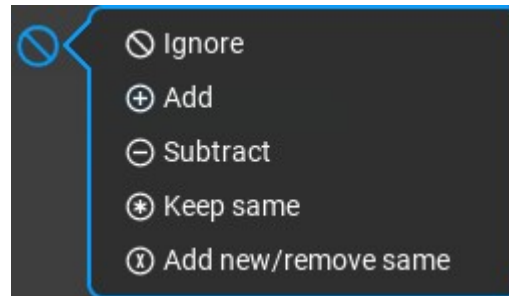 Ignore
Add
Subtract
Keep same
Add new/remove same